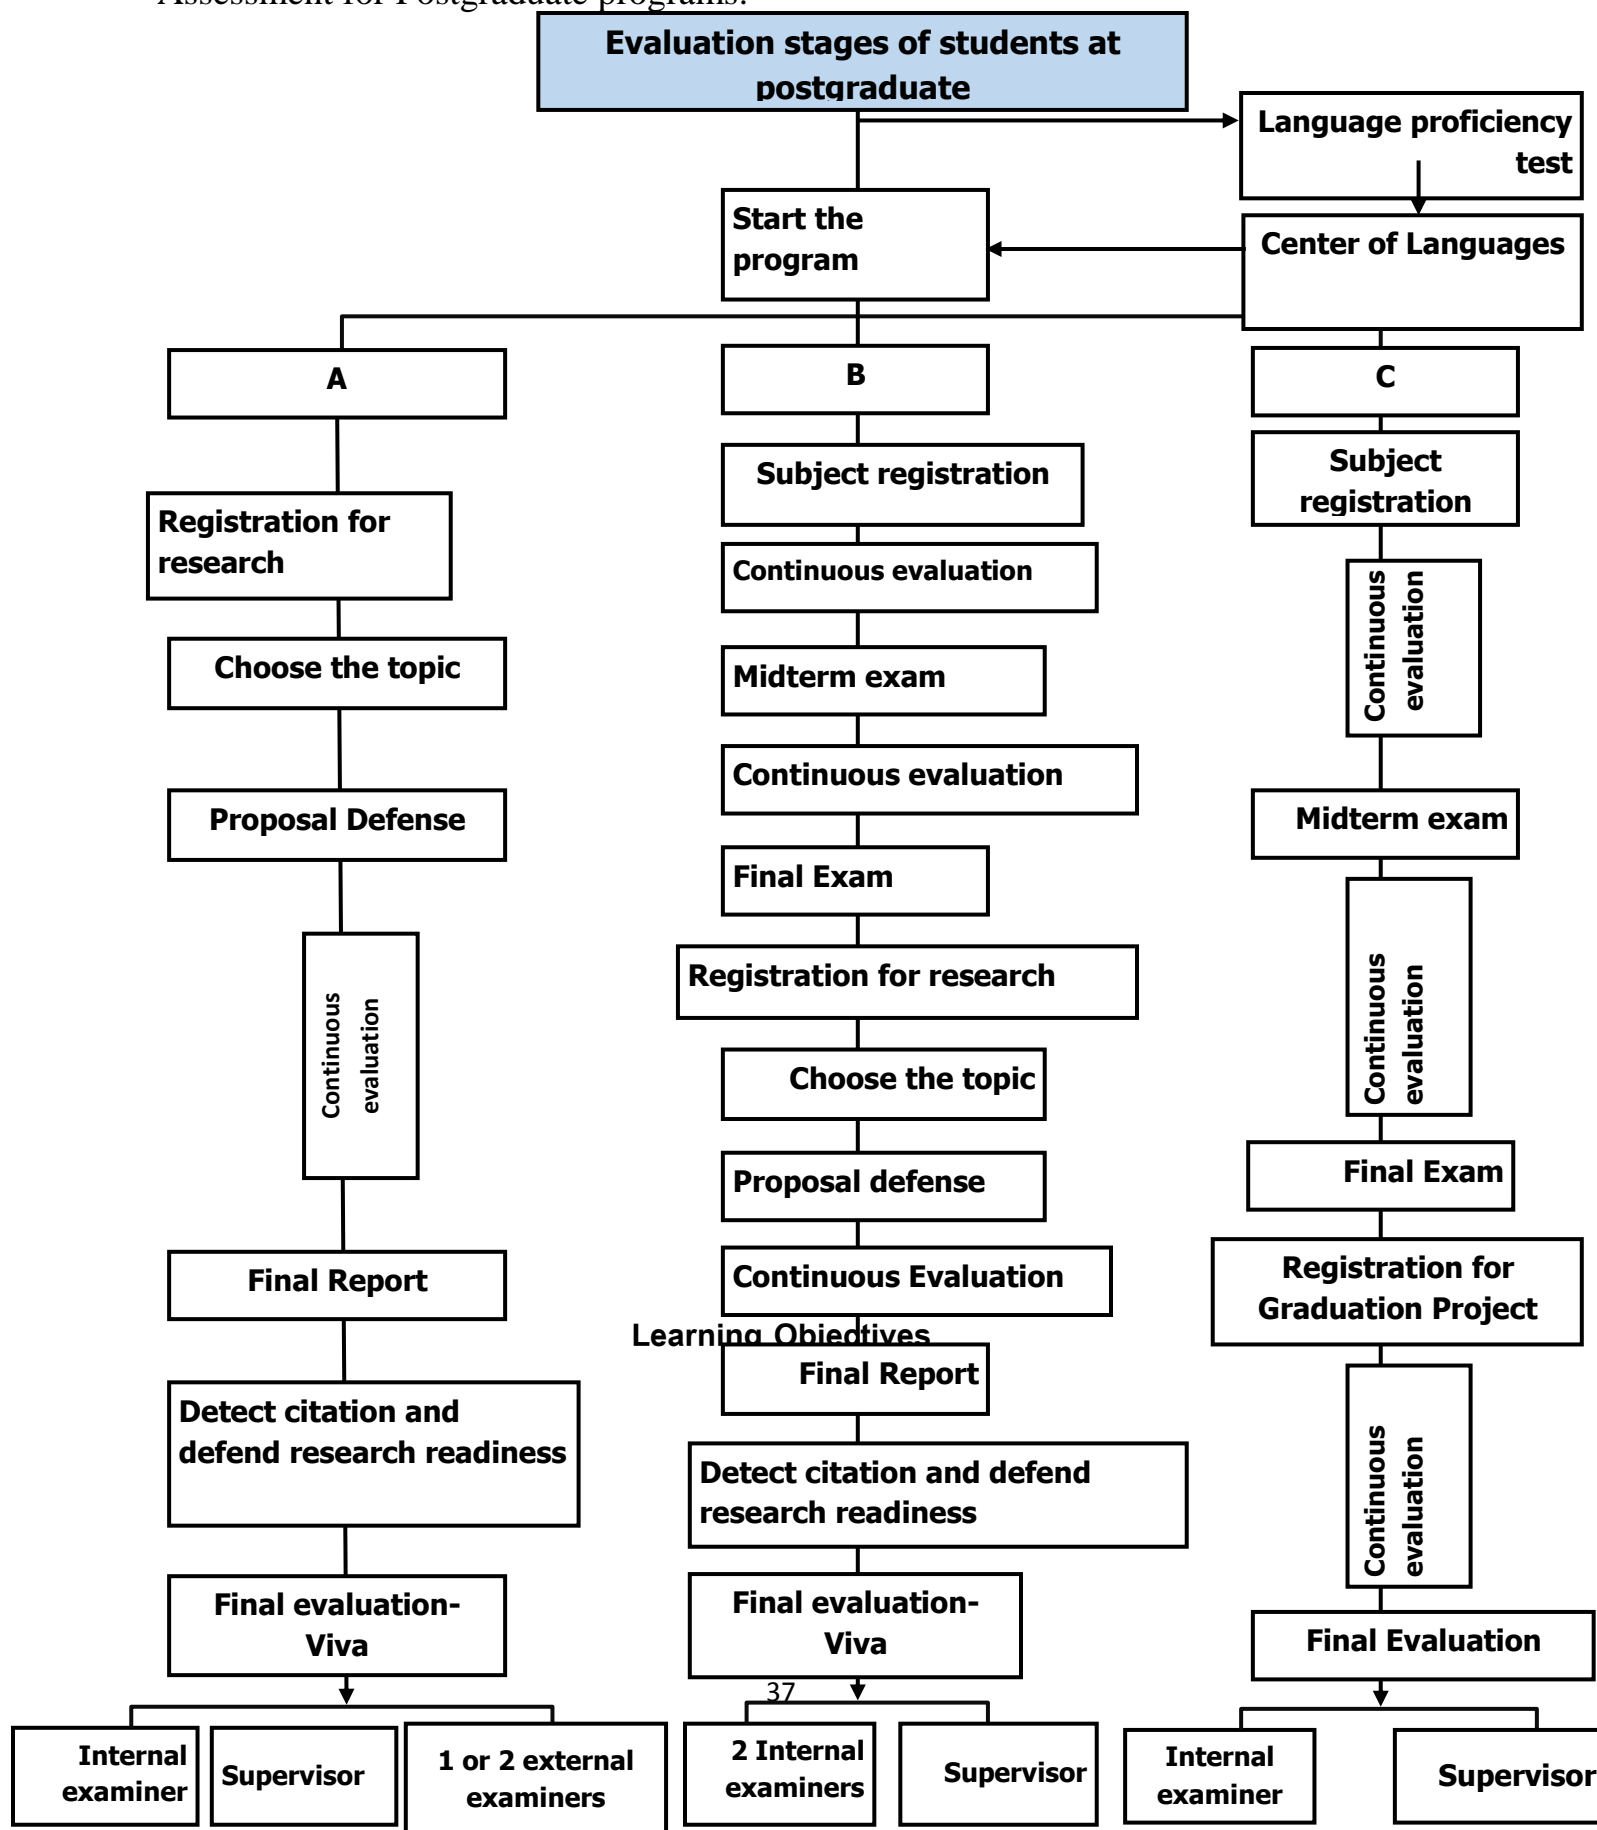 Assessment for Postgraduate programs:
Evaluation stages of students at
postgraduate
Language proficiency
test
Start the
program
Center of Languages
A
B
C
Registration for
research
Choose the topic
Proposal Defense
Continuous
evaluation
Final Report
Detect citation and
defend research readiness
Final evaluation-
Viva
Internal
examiner
Supervisor
1 or 2 external
examiners
Subject registration
Continuous evaluation
Midterm exam
Continuous evaluation
Final Exam
Registration for research
Choose the topic
Proposal defense
Continuous Evaluation
Learning Objectives
Final Report
Detect citation and defend
research readiness
Final evaluation-
Viva
37
2 Internal
examiners
Supervisor
Subject
registration
Continuous
evaluation
Midterm exam
Continuous
evaluation
Final Exam
Registration for
Graduation Project
Continuous
evaluation
Final Evaluation
Internal
examiner
Supervisor